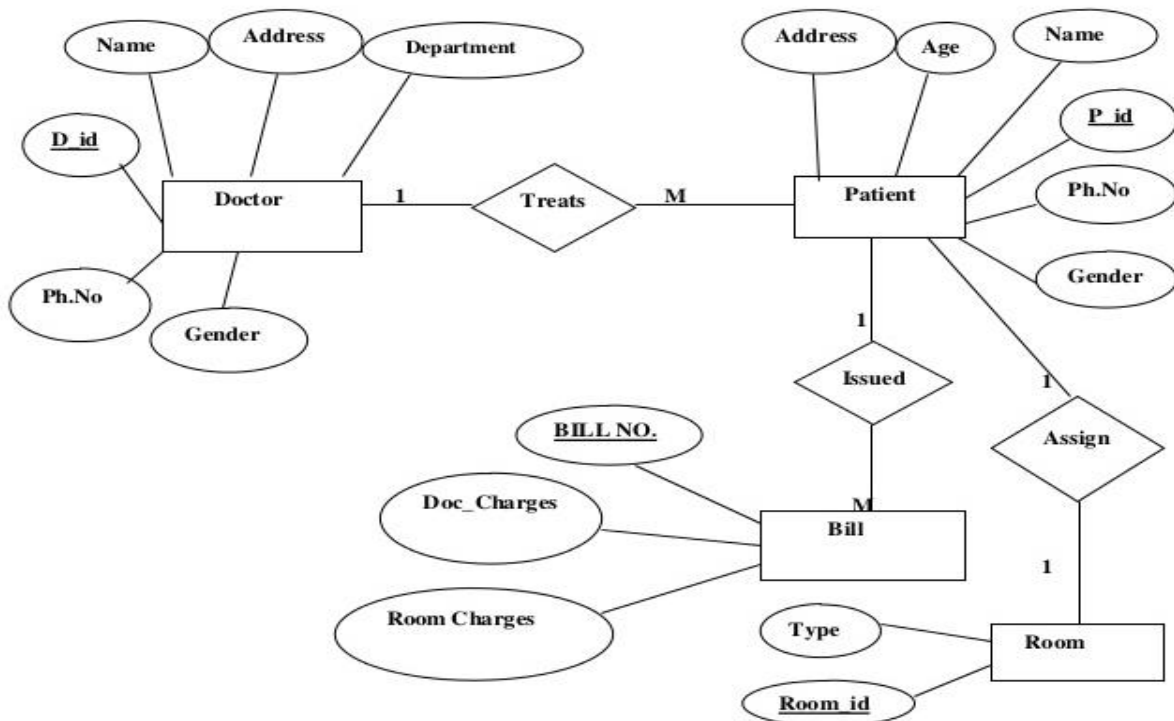 Name
Address
Department
Address
Age
Name
D_id
P_id
Doctor
1
Treats
M
Patient
Ph.No
Ph.No
Gender
Gender
1
Issued
1
Assign
BILL NO.
Doc_Charges
M
Bill
1
Room Charges
Type
Room
Room_id